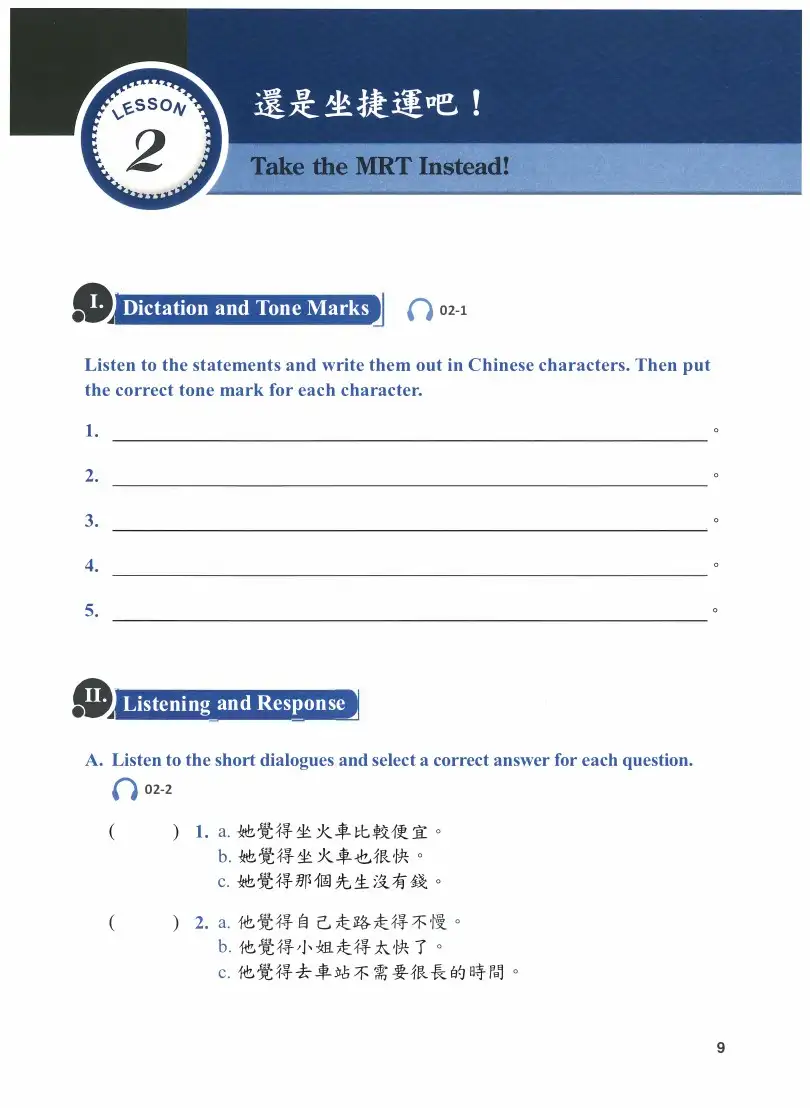 LESSON
2
還是坐捷運吧！
Take the MRT Instead!
I. Dictation and Tone Marks 02-1
Listen to the statements and write them out in Chinese characters. Then put
the correct tone mark for each character.
1. 。
2. 。
3. 。
4. 。
5. 。
II. Listening and Response
A. Listen to the short dialogues and select a correct answer for each question.
02-2
( ) 1. a. 她覺得坐火車比較便宜。
b. 她覺得坐火車也很快。
c. 她覺得那個先生沒有錢。
( ) 2. a. 他覺得自己走路走得不慢。
b. 他覺得小姐走得太快了。
c. 他覺得去車站不需要很長的時間。
9